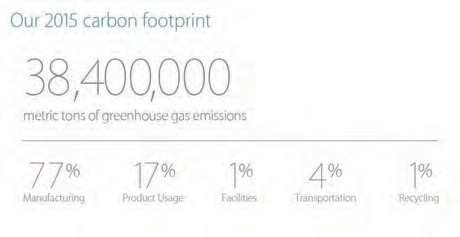 Our 2015 carbon footprint
38,400,000
metric tons of greenhouse gas emissions
77% 17% 1% 4% 1%
Manufacturing Product Usage Facilities Transportation Recycling